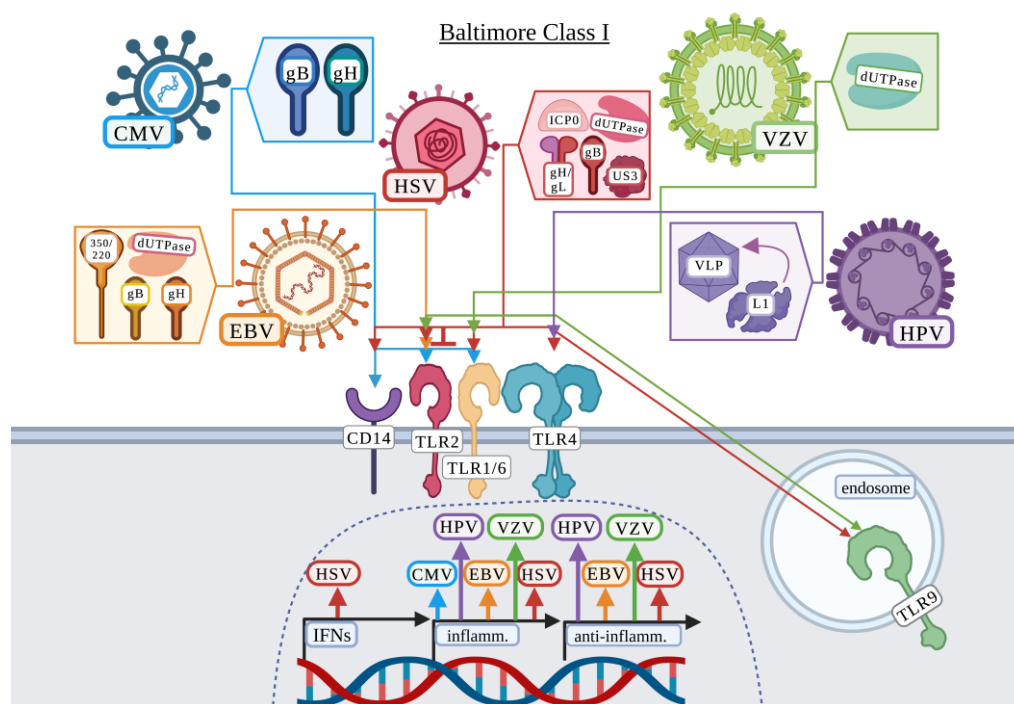 Baltimore Class I
gB
gH
CMV
HSV
ICP0
dUTPase
gH/
gL
gB
US3
VZV
dUTPase
350/
220
dUTPase
gB
gH
EBV
VLP
L1
HPV
CD14
TLR2
TLR1/6
TLR4
endosome
TLR9
HPV
VZV
HPV
VZV
HSV
CMV
EBV
HSV
EBV
HSV
IFNs
inflamm.
anti-inflamm.